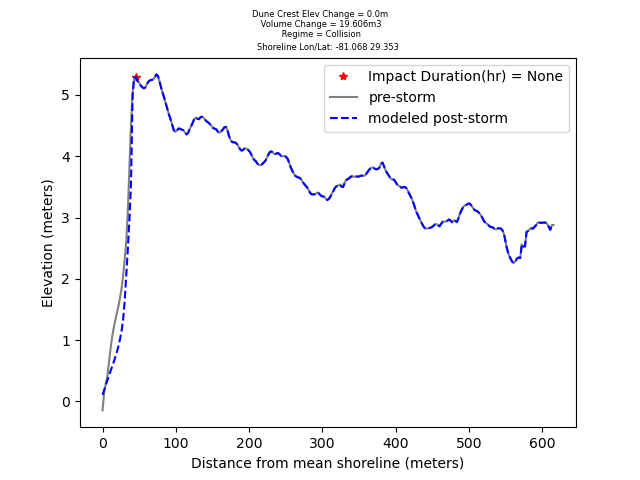 Dune Crest Elev Change = 0.0m
Volume Change = 19.606m3
Regime = Collision
Shoreline Lon/Lat: -81.068 29.353
Impact Duration(hr) = None
pre-storm
modeled post-storm
Elevation (meters)
5
4
3
2
1
0
0 100 200 300 400 500 600
Distance from mean shoreline (meters)